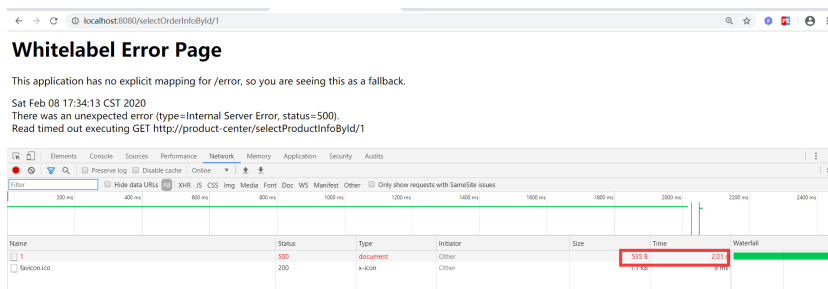 localhost:8080/selectOrderInfoById/1
Whitelabel Error Page
This application has no explicit mapping for /error, so you are seeing this as a fallback.
Sat Feb 08 17:34:13 CST 2020
There was an unexpected error (type=Internal Server Error, status=500).
Read timed out executing GET http://product-center/selectProductInfoById/1
Elements Console Sources Performance Network Memory Application Security Audits
Preserve log Disable cache Online
Filter Hide data URLs All XHR JS CSS Img Media Font Doc WS Manifest Other Only show requests with SameSite issues
200 ms 400 ms 600 ms 800 ms 1000 ms 1200 ms 1400 ms 1600 ms 1800 ms 2000 ms 2200 ms 2400 ms
Name Status Type Initiator Size Time Waterfall
1 500 document Other 535 B 2.01 s
favicon.ico 200 x-icon Other 1.1 KB 8 ms